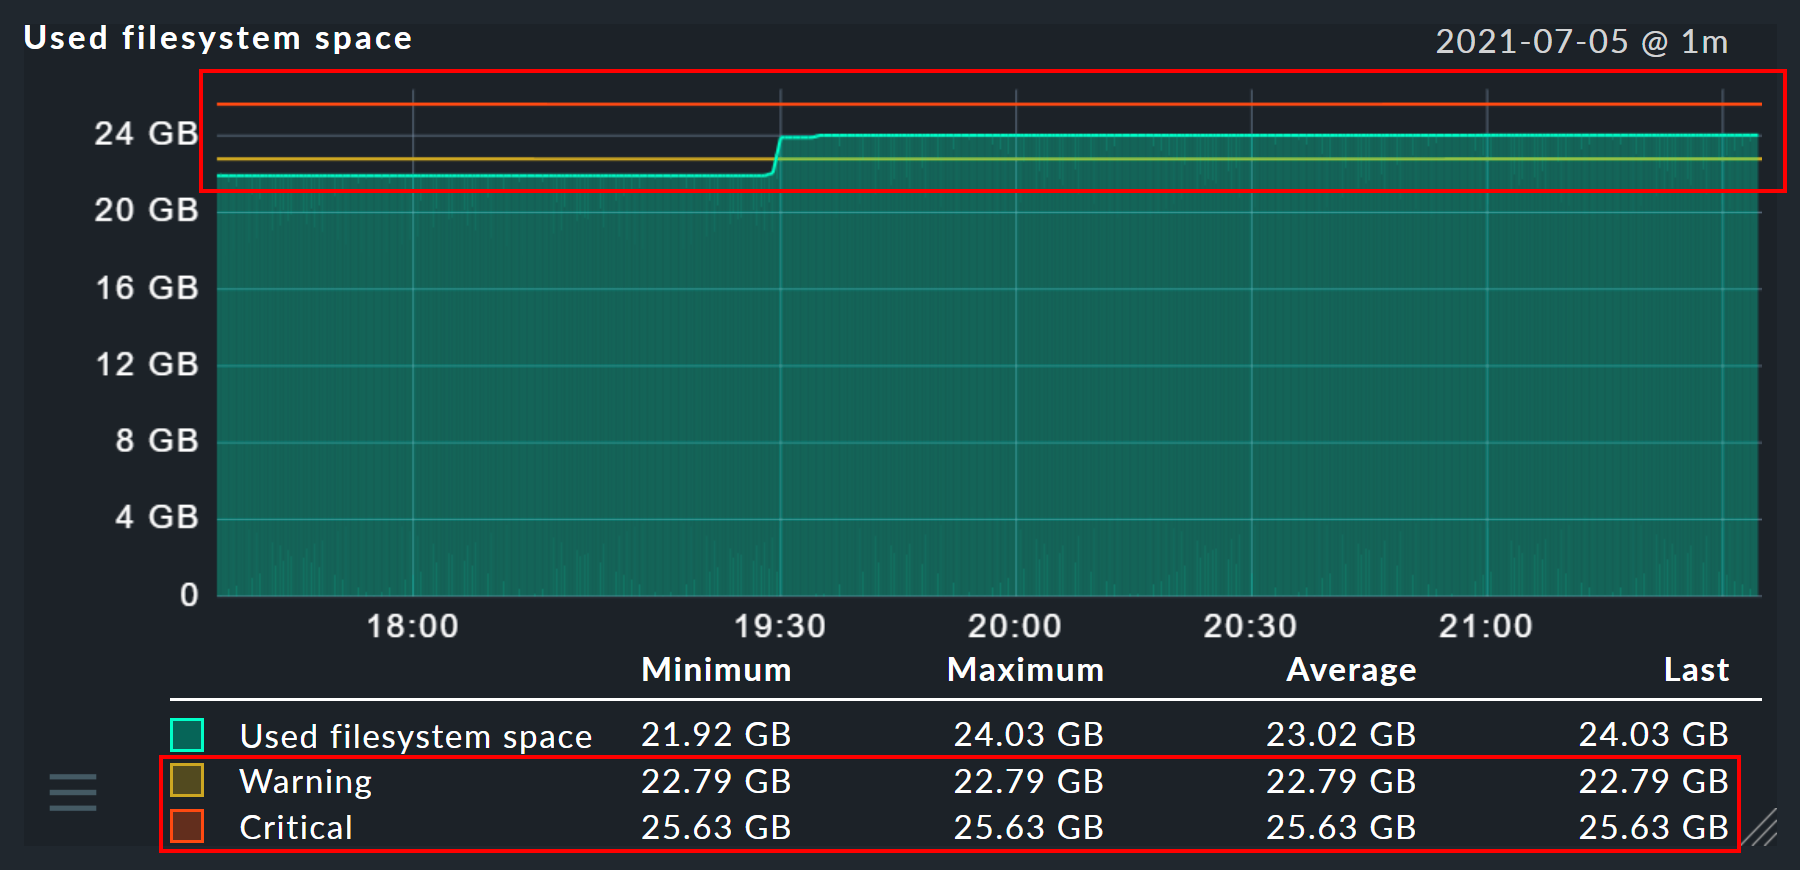 Used filesystem space
2021-07-05 @ 1m
24 GB
20 GB
16 GB
12 GB
8 GB
4 GB
0
18:00 19:30 20:00 20:30 21:00
Minimum Maximum Average Last
Used filesystem space 21.92 GB 24.03 GB 23.02 GB 24.03 GB
Warning 22.79 GB 22.79 GB 22.79 GB 22.79 GB
Critical 25.63 GB 25.63 GB 25.63 GB 25.63 GB